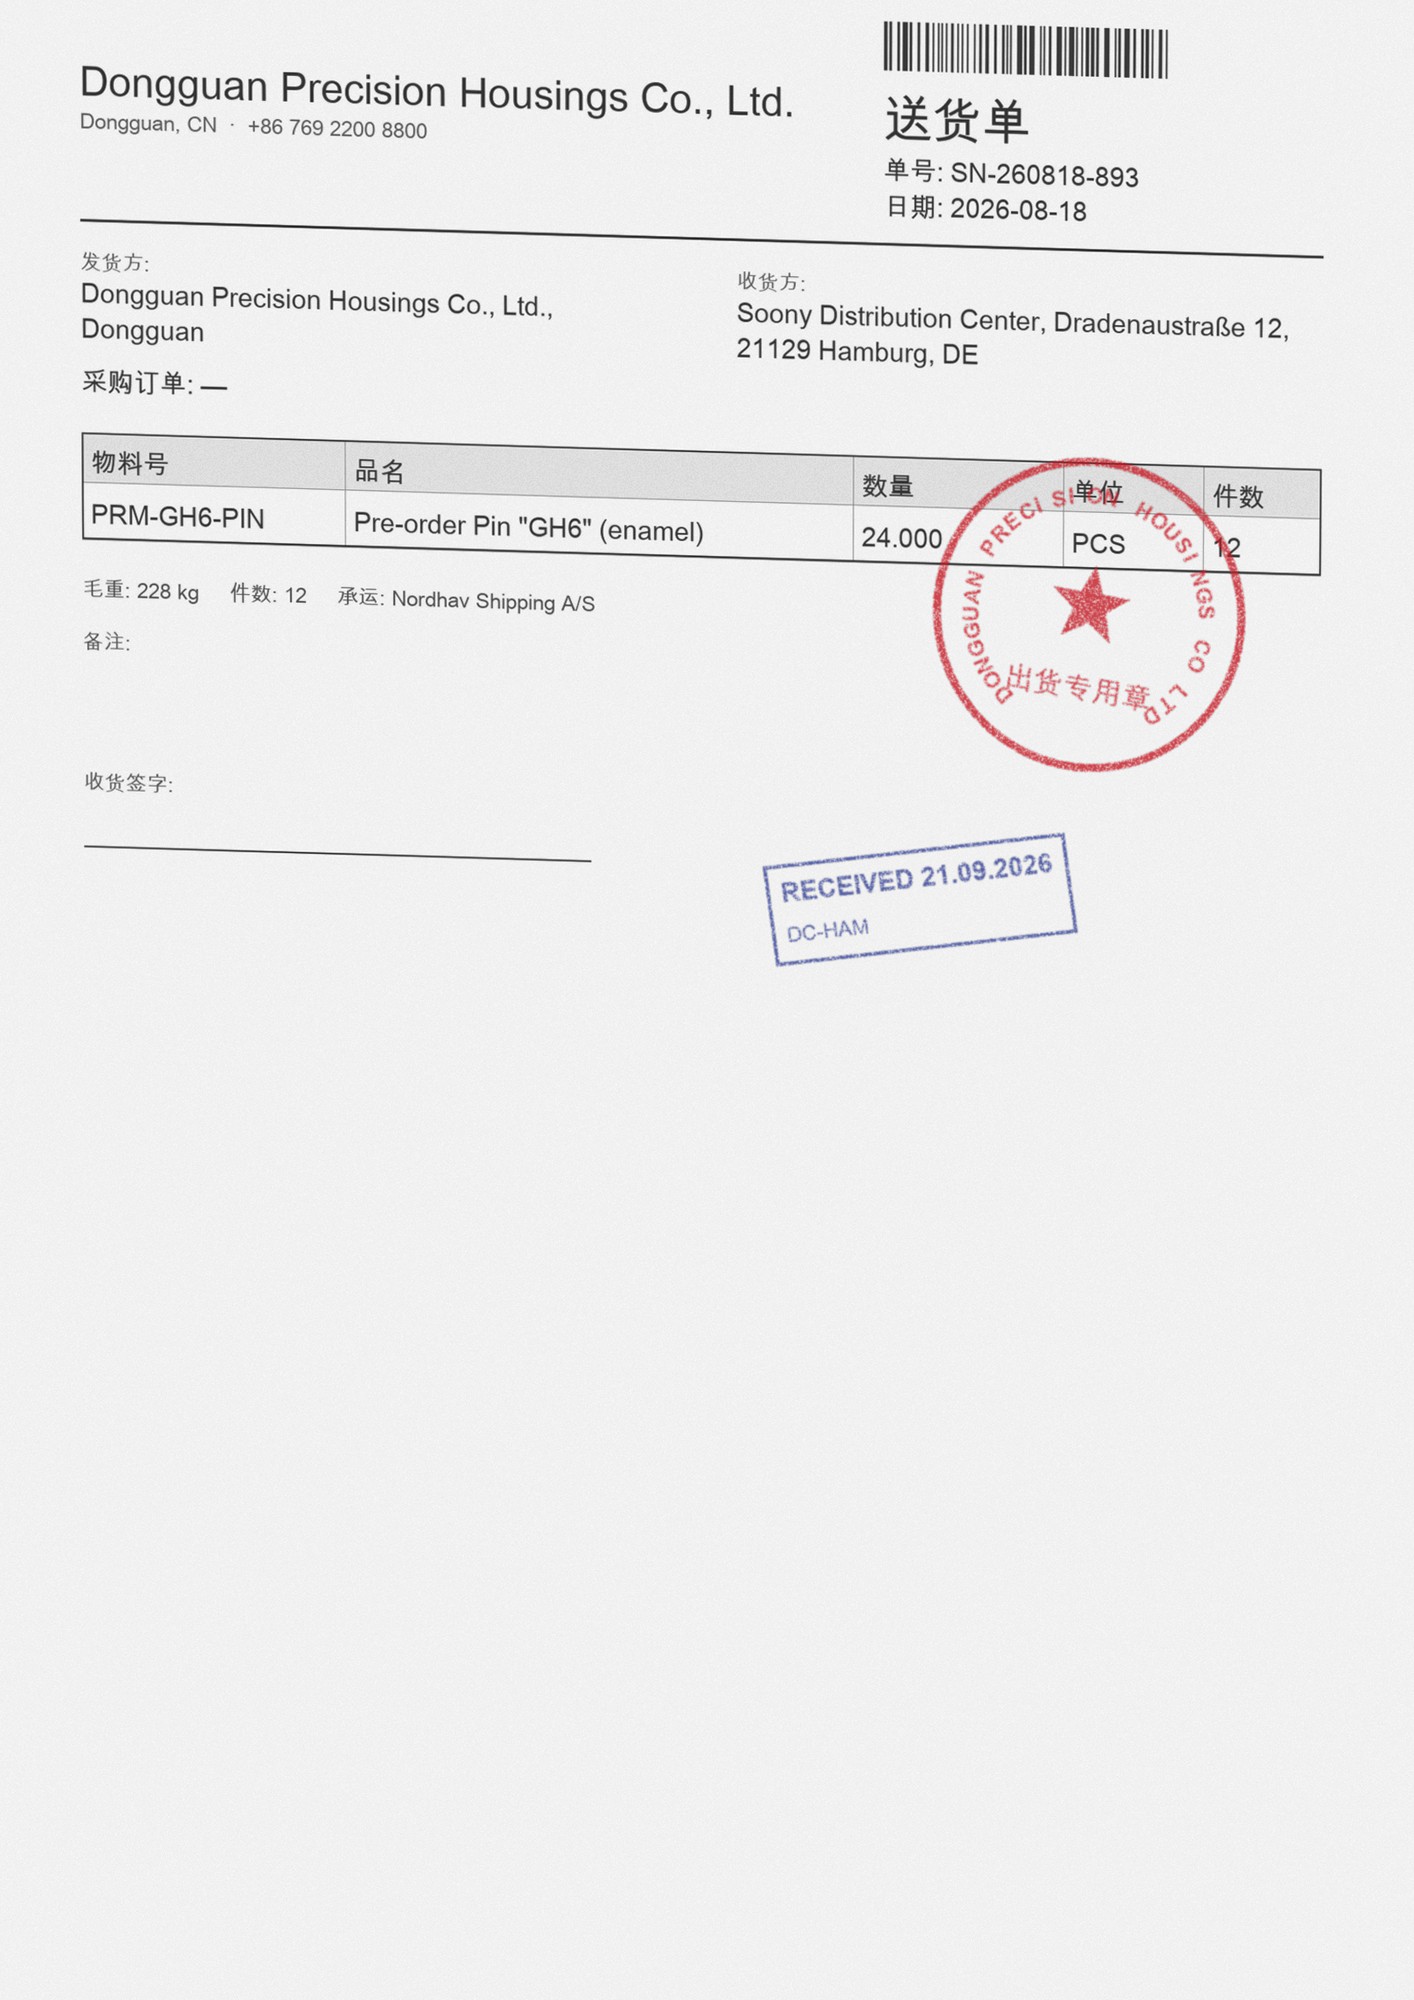 Dongguan Precision Housings Co., Ltd.
Dongguan, CN · +86 769 2200 8800
送货单
单号: SN-260818-893
日期: 2026-08-18
发货方:
Dongguan Precision Housings Co., Ltd.,
Dongguan
收货方:
Soony Distribution Center, Dradenaustraße 12,
21129 Hamburg, DE
采购订单: —
物料号 品名 数量 单位 件数
PRM-GH6-PIN Pre-order Pin "GH6" (enamel) 24.000 PCS 12
毛重: 228 kg 件数: 12 承运: Nordhav Shipping A/S
备注:
DONGGUAN PRECISION HOUSINGS CO LTD
出货专用章
收货签字:
RECEIVED 21.09.2026
DC-HAM